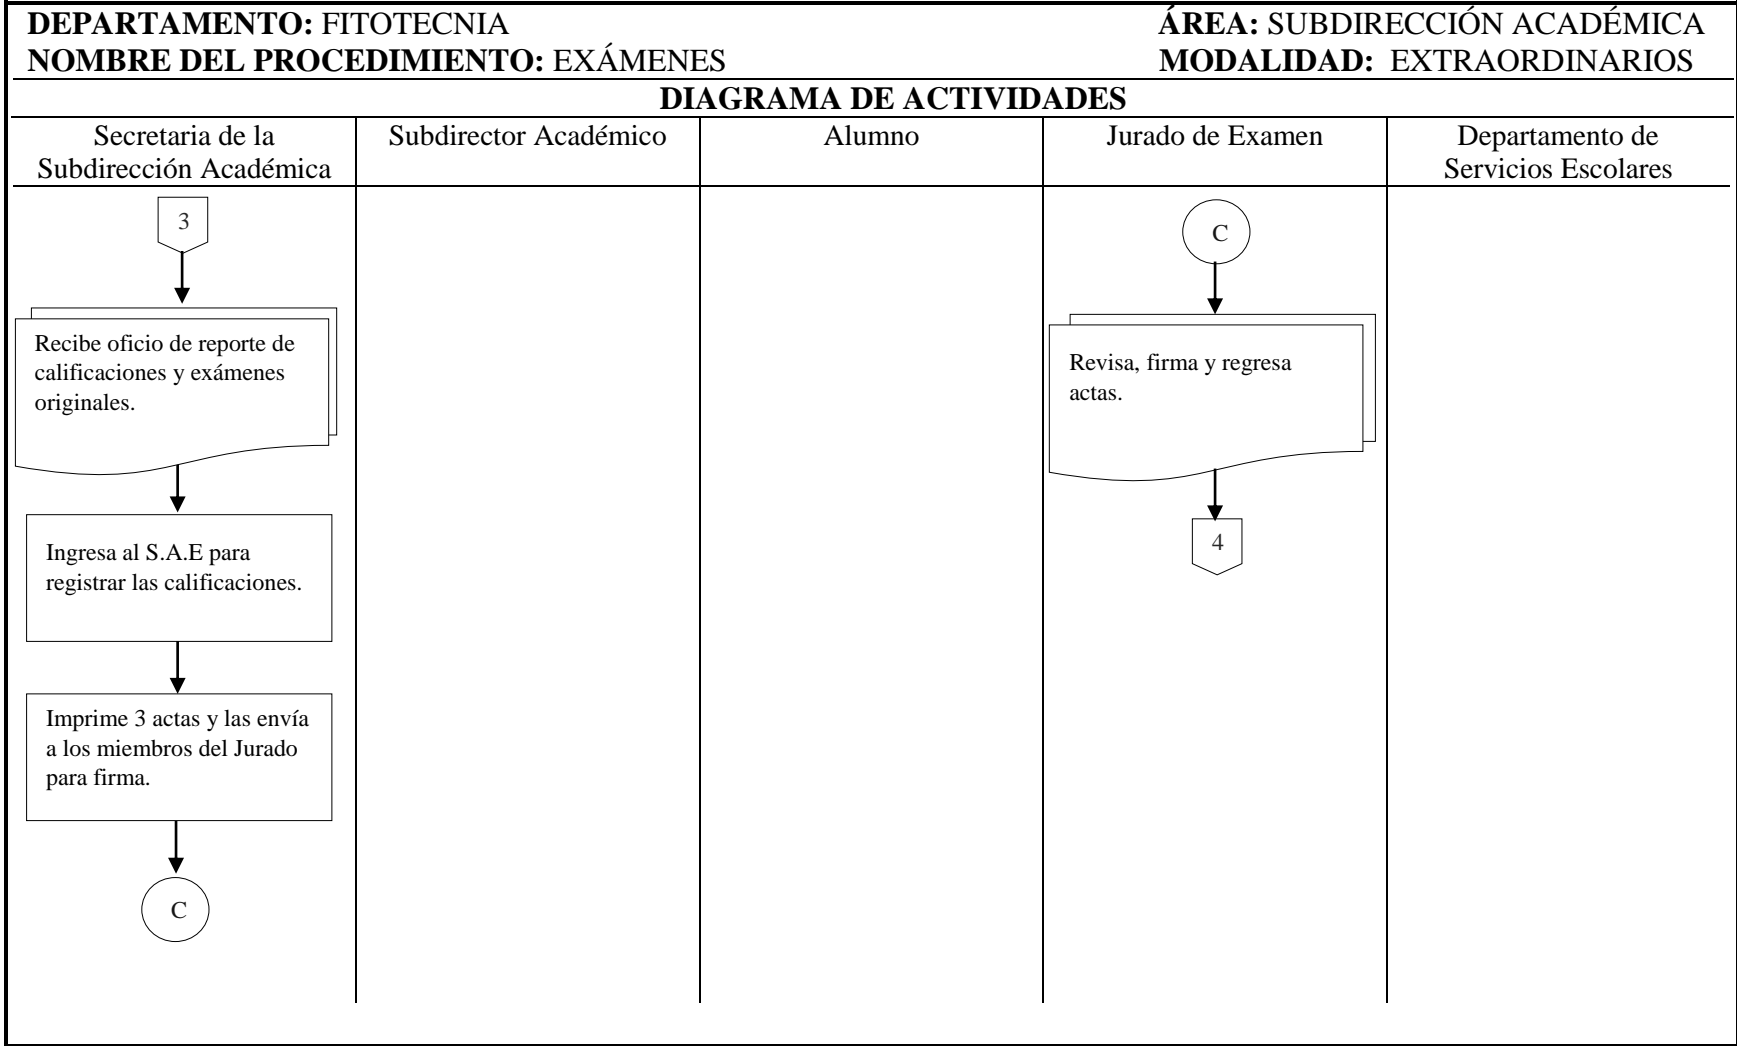 DEPARTAMENTO: FITOTECNIA
ÁREA: SUBDIRECCIÓN ACADÉMICA
NOMBRE DEL PROCEDIMIENTO: EXÁMENES
MODALIDAD: EXTRAORDINARIOS
DIAGRAMA DE ACTIVIDADES
Secretaria de la
Subdirección Académica
Subdirector Académico
Alumno
Jurado de Examen
Departamento de
Servicios Escolares
3
Recibe oficio de reporte de
calificaciones y exámenes
originales.
Ingresa al S.A.E para
registrar las calificaciones.
Imprime 3 actas y las envía
a los miembros del Jurado
para firma.
C
C
Revisa, firma y regresa
actas.
4